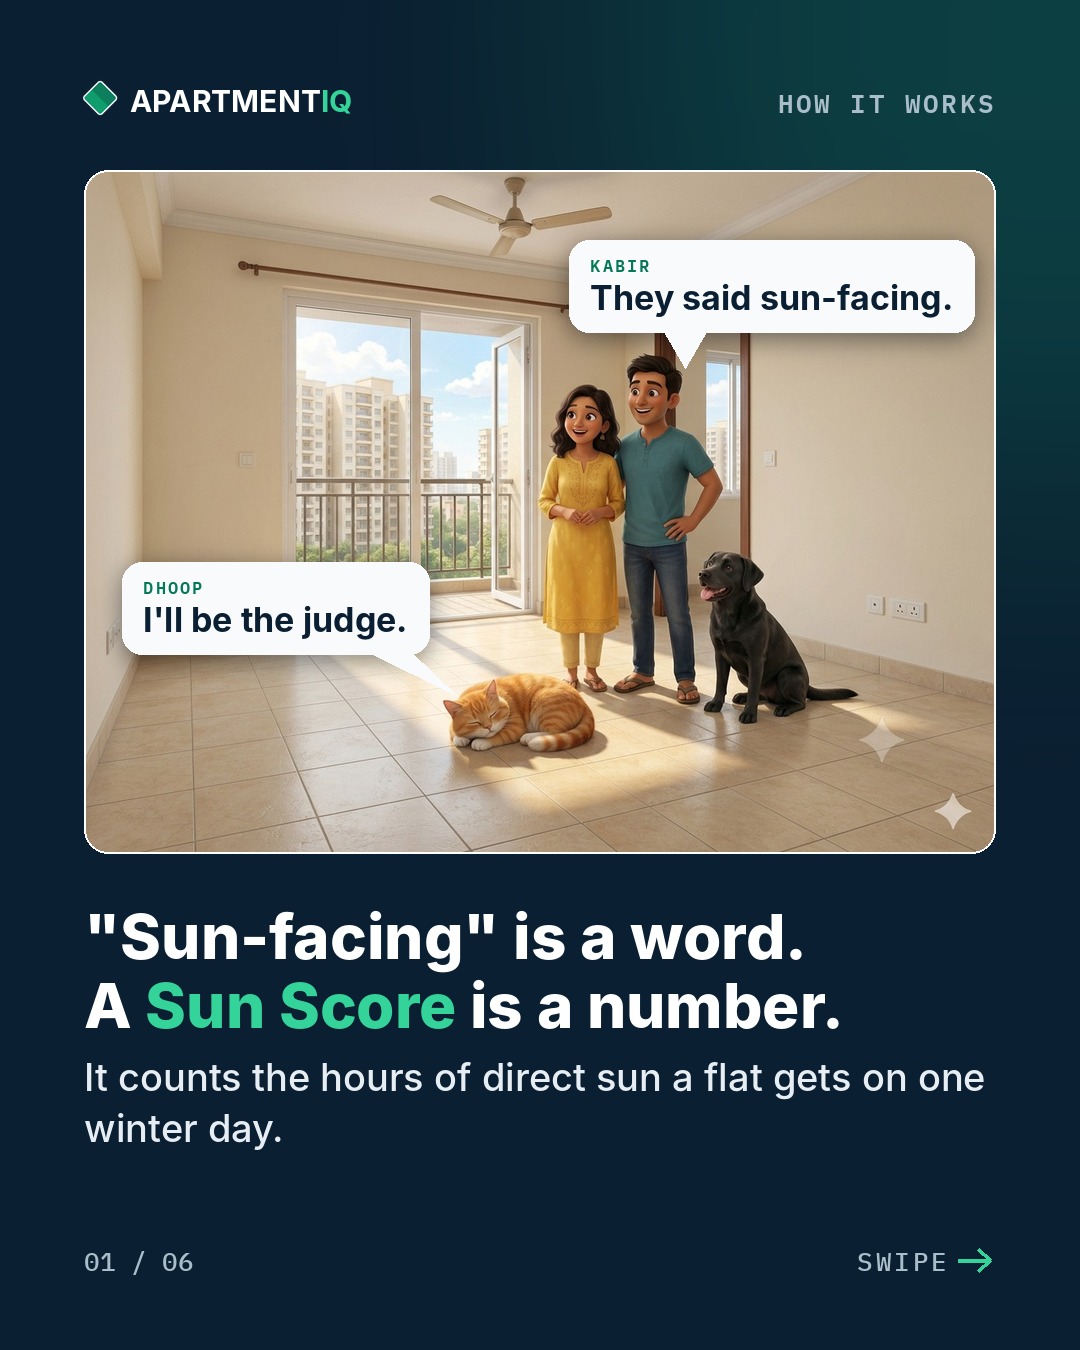 APARTMENTIQ
HOW IT WORKS
KABIR
They said sun-facing.
DHOOP
I'll be the judge.
"Sun-facing" is a word.
A Sun Score is a number.
It counts the hours of direct sun a flat gets on one
winter day.
01 / 06
SWIPE